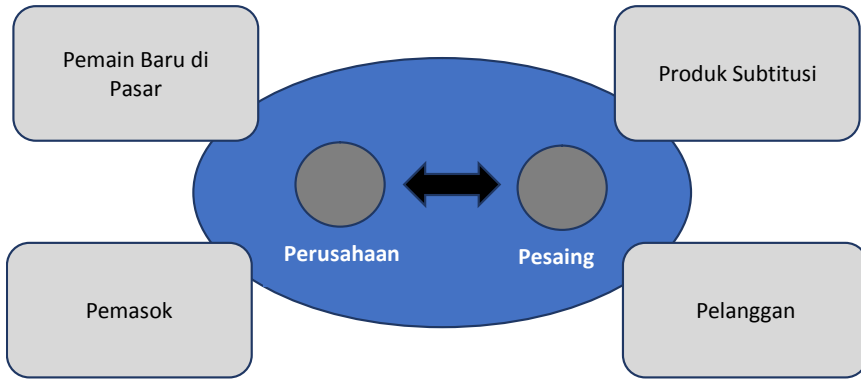 Pemain Baru di
Pasar
Produk Subtitusi
Perusahaan
Pesaing
Pemasok
Pelanggan